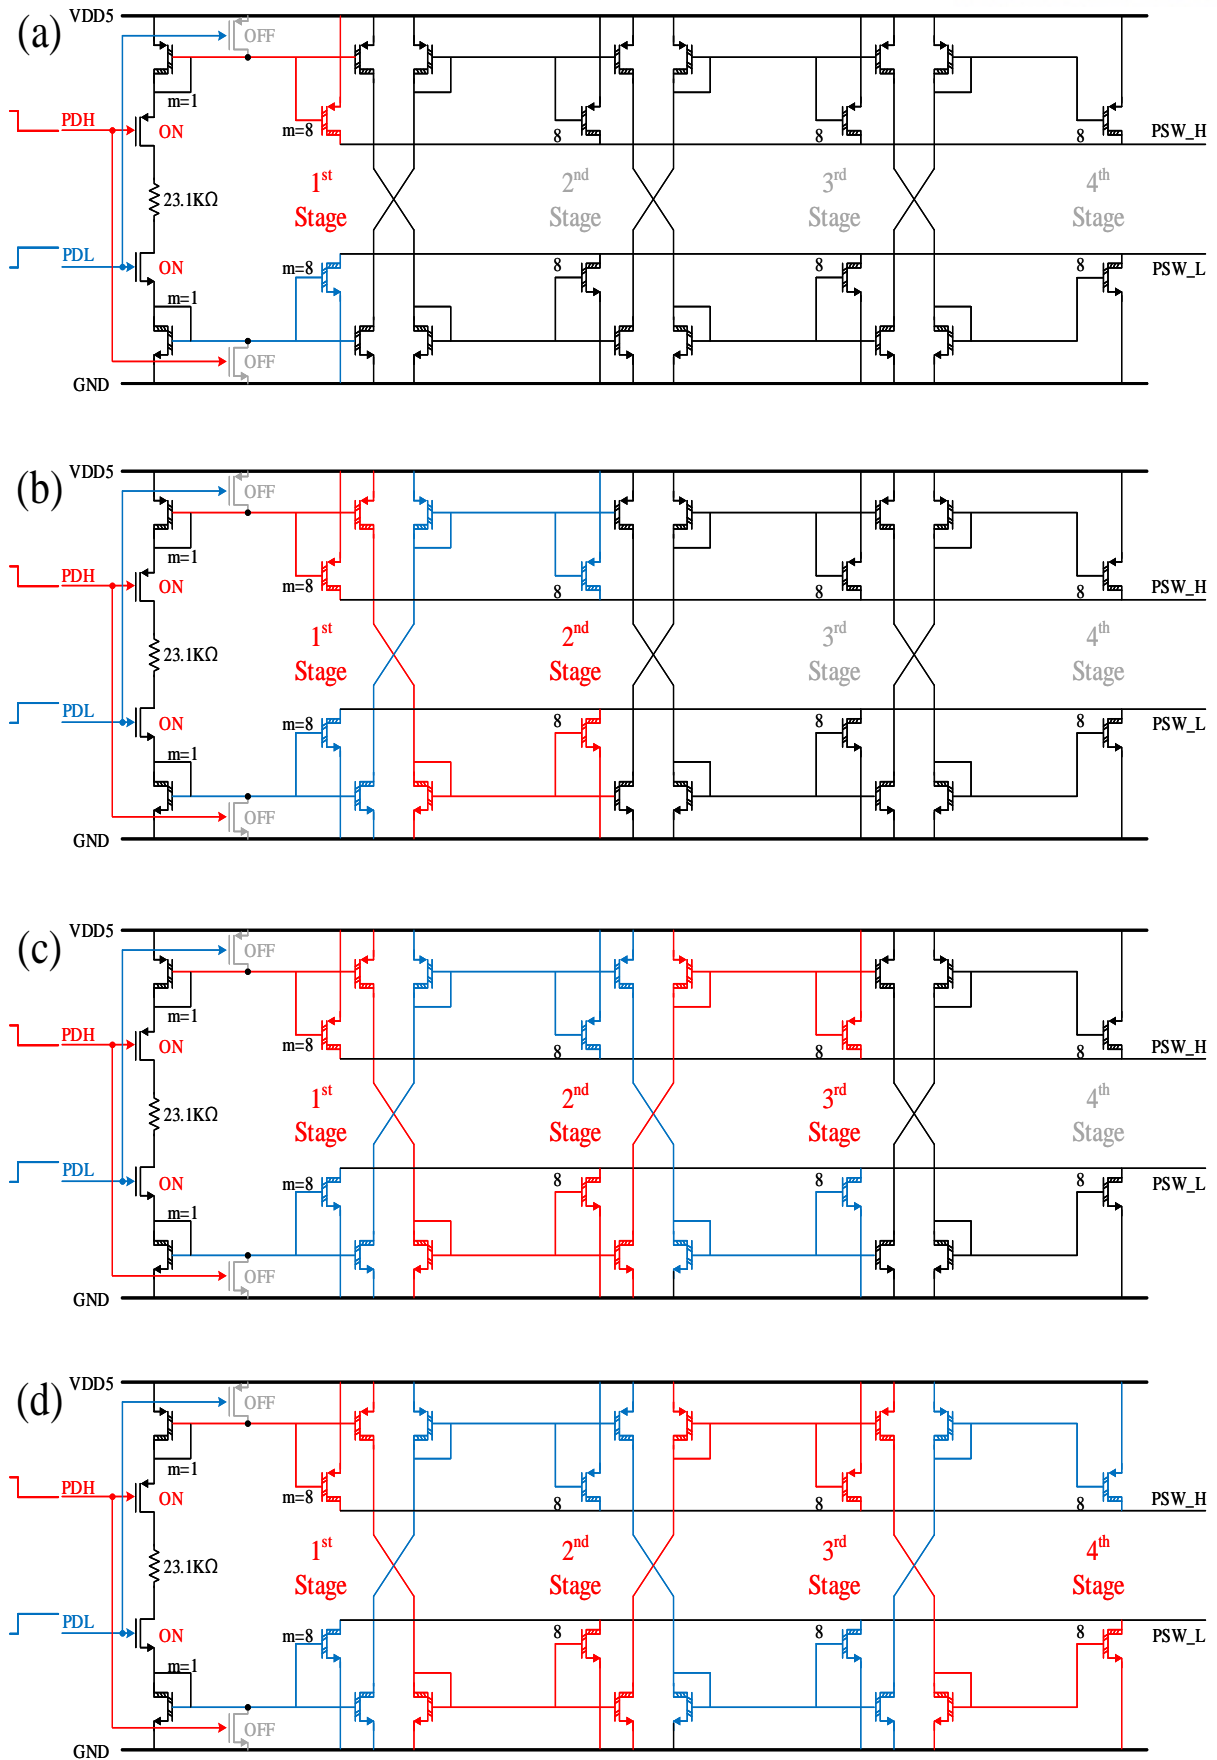 (a)
VDD5
OFF
m=1
PDH
ON
m=8
8
8
8
PSW_H
23.1KΩ
1st
Stage
2nd
Stage
3rd
Stage
4th
Stage
PDL
ON
m=8
8
8
8
PSW_L
m=1
OFF
GND
(b)
VDD5
OFF
m=1
PDH
ON
m=8
8
8
8
PSW_H
23.1KΩ
1st
Stage
2nd
Stage
3rd
Stage
4th
Stage
PDL
ON
m=8
8
8
8
PSW_L
m=1
OFF
GND
(c)
VDD5
OFF
m=1
PDH
ON
m=8
8
8
8
PSW_H
23.1KΩ
1st
Stage
2nd
Stage
3rd
Stage
4th
Stage
PDL
ON
m=8
8
8
8
PSW_L
m=1
OFF
GND
(d)
VDD5
OFF
m=1
PDH
ON
m=8
8
8
8
PSW_H
23.1KΩ
1st
Stage
2nd
Stage
3rd
Stage
4th
Stage
PDL
ON
m=8
8
8
8
PSW_L
m=1
OFF
GND